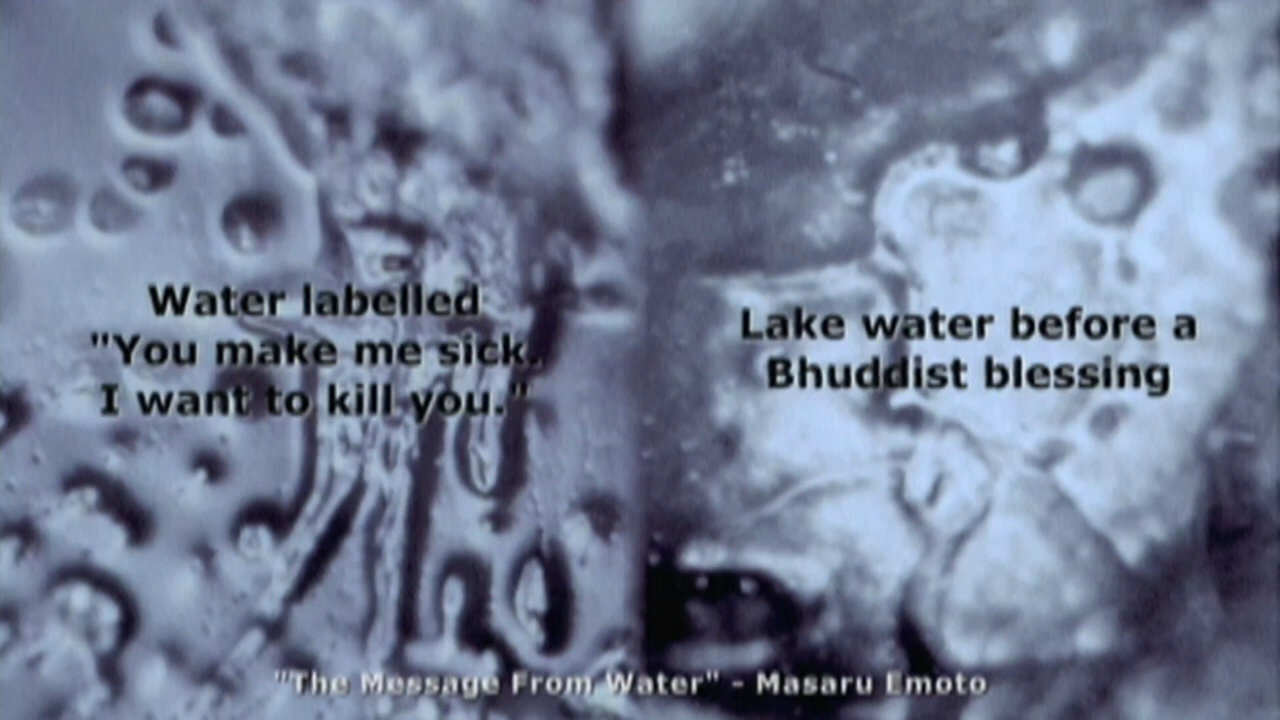 Water labelled
"You make me sick.
I want to kill you."
Lake water before a
Bhuddist blessing
"The Message From Water" - Masaru Emoto